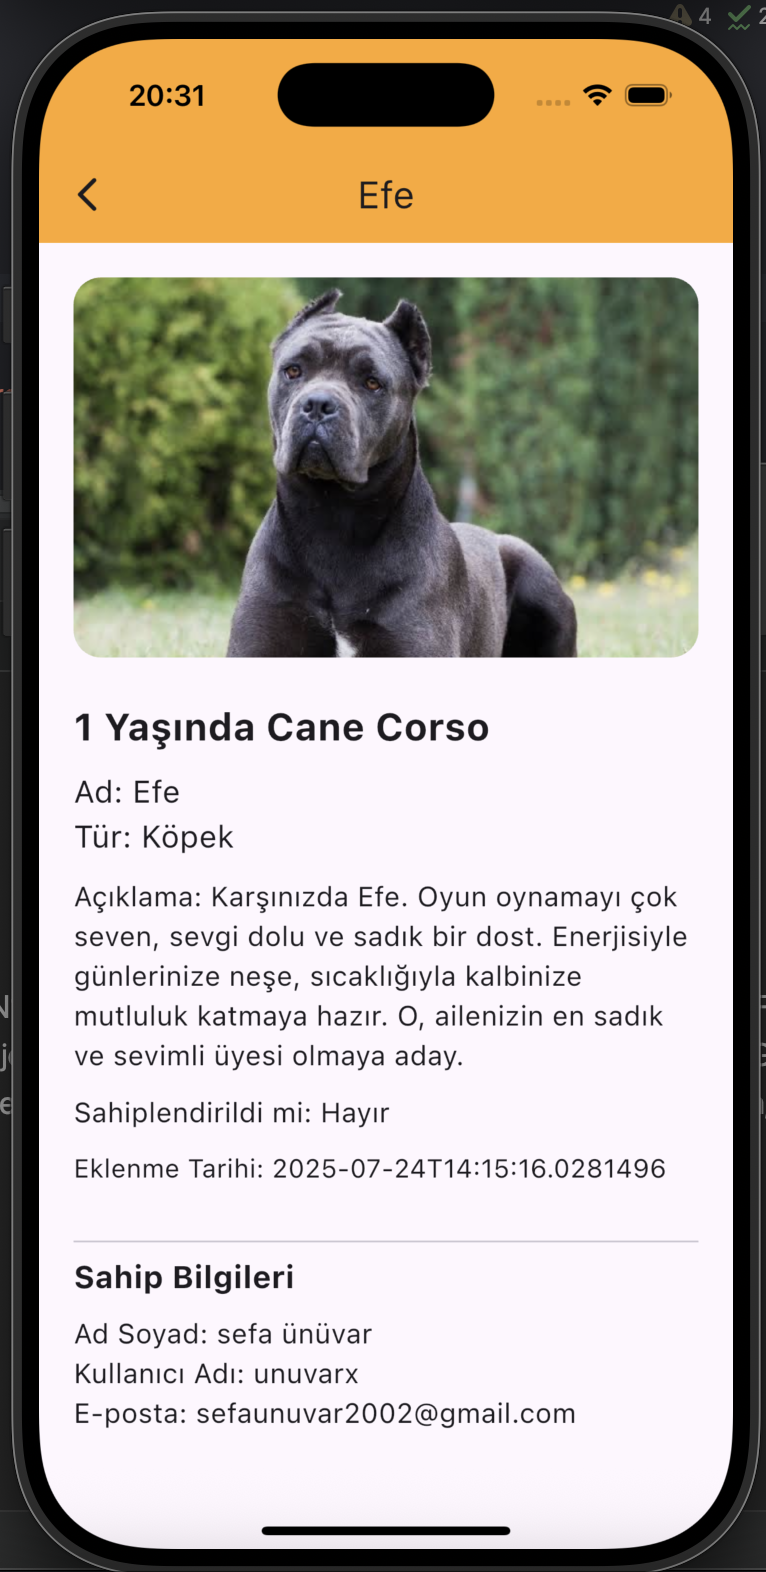 4
20:31
Efe
1 Yaşında Cane Corso
Ad: Efe
Tür: Köpek
Açıklama: Karşınızda Efe. Oyun oynamayı çok
seven, sevgi dolu ve sadık bir dost. Enerjisiyle
günlerinize neşe, sıcaklığıyla kalbinize
mutluluk katmaya hazır. O, ailenizin en sadık
ve sevimli üyesi olmaya aday.
Sahiplendirildi mi: Hayır
Eklenme Tarihi: 2025-07-24T14:15:16.0281496
Sahip Bilgileri
Ad Soyad: sefa ünüvar
Kullanıcı Adı: unuvarx
E-posta: sefaunuvar2002@gmail.com